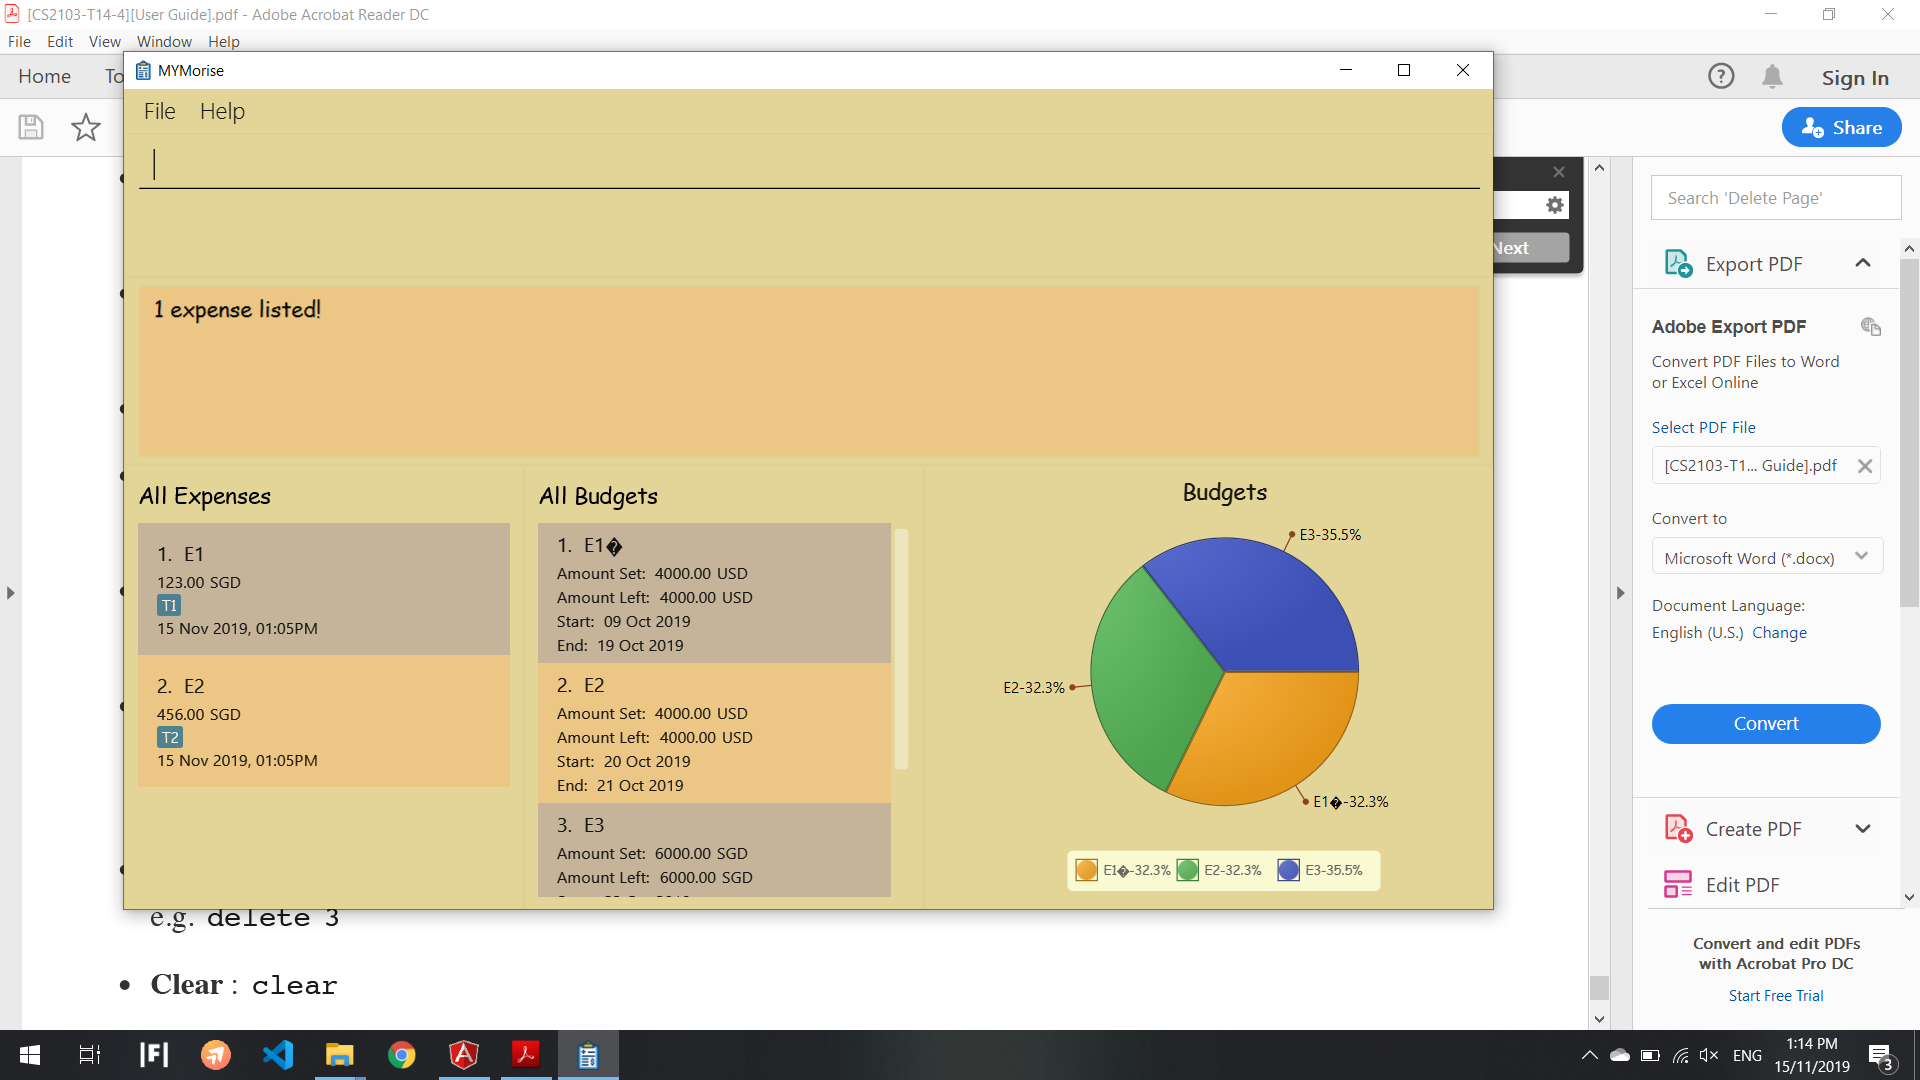 [CS2103-T14-4][User Guide].pdf - Adobe Acrobat Reader DC
File Edit View Window Help
Home To
Sign In
Share
MYMorise
File Help
1 expense listed!
Next
All Expenses
1. E1
123.00 SGD
T1
15 Nov 2019, 01:05PM
2. E2
456.00 SGD
T2
15 Nov 2019, 01:05PM
All Budgets
1. E1�
Amount Set: 4000.00 USD
Amount Left: 4000.00 USD
Start: 09 Oct 2019
End: 19 Oct 2019
2. E2
Amount Set: 4000.00 USD
Amount Left: 4000.00 USD
Start: 20 Oct 2019
End: 21 Oct 2019
3. E3
Amount Set: 6000.00 SGD
Amount Left: 6000.00 SGD
Budgets
E3-35.5%
E2-32.3%
E1�-32.3%
E1�-32.3% E2-32.3% E3-35.5%
e.g. delete 3
• Clear : clear
Search 'Delete Page'
Export PDF
Adobe Export PDF
Convert PDF Files to Word
or Excel Online
Select PDF File
[CS2103-T1... Guide].pdf
Convert to
Microsoft Word (*.docx)
Document Language:
English (U.S.) Change
Convert
Create PDF
Edit PDF
Convert and edit PDFs
with Acrobat Pro DC
Start Free Trial
ENG
1:14 PM
15/11/2019
3